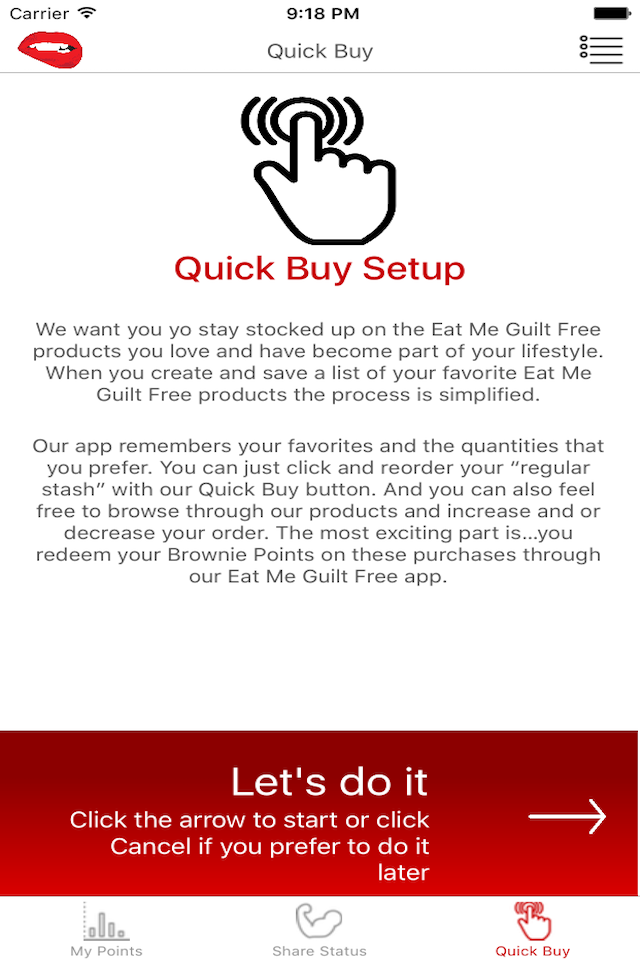 Carrier 9:18 PM
Quick Buy
Quick Buy Setup
We want you yo stay stocked up on the Eat Me Guilt Free
products you love and have become part of your lifestyle.
When you create and save a list of your favorite Eat Me
Guilt Free products the process is simplified.
Our app remembers your favorites and the quantities that
you prefer. You can just click and reorder your “regular
stash” with our Quick Buy button. And you can also feel
free to browse through our products and increase and or
decrease your order. The most exciting part is...you
redeem your Brownie Points on these purchases through
our Eat Me Guilt Free app.
Let's do it
Click the arrow to start or click
Cancel if you prefer to do it
later
My Points Share Status Quick Buy